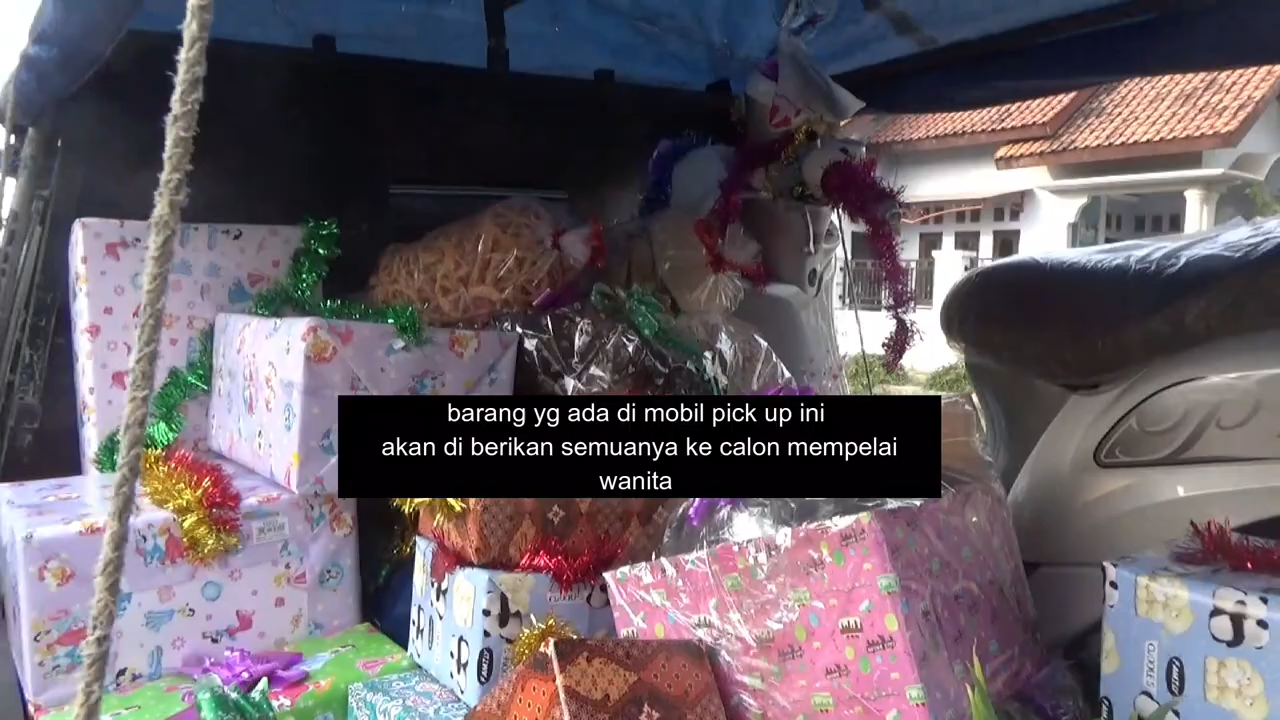 barang yg ada di mobil pick up ini
akan di berikan semuanya ke calon mempelai
wanita